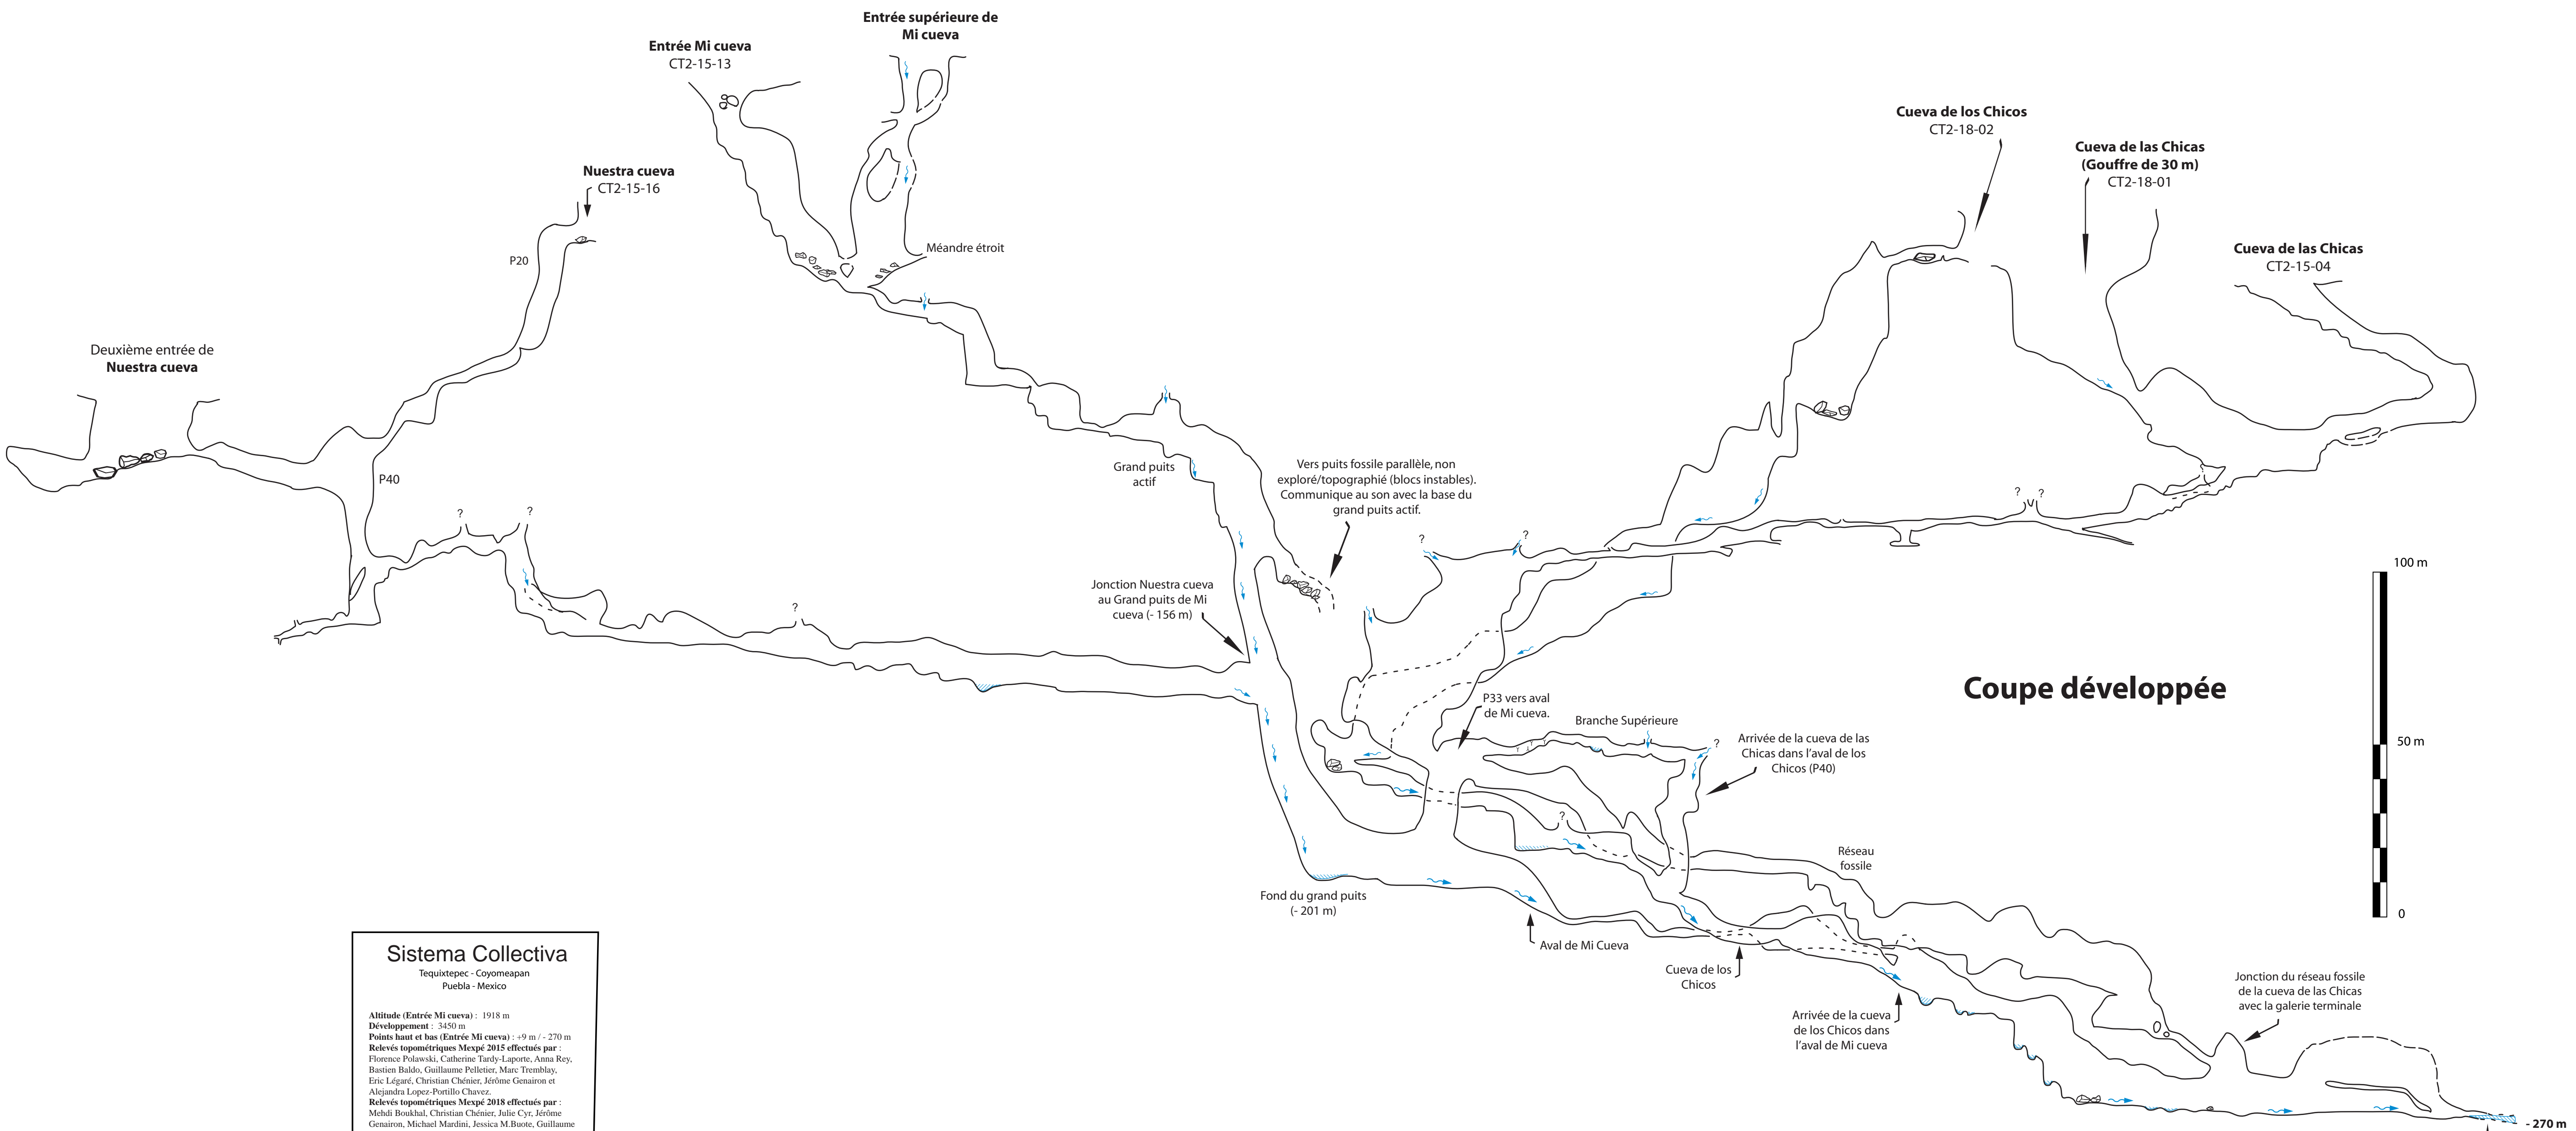 Entrée supérieure de
Mi cueva
Entrée Mi cueva
CT2-15-13
Nuestra cueva
CT2-15-16
P20
Méandre étroit
Deuxième entrée de
Nuestra cueva
P40
?
?
?
Grand puits
actif
Vers puits fossile parallèle, non
exploré/topographié (blocs instables).
Communique au son avec la base du
grand puits actif.
Jonction Nuestra cueva
au Grand puits de Mi
cueva (- 156 m)
Cueva de los Chicos
CT2-18-02
Cueva de las Chicas
(Gouffre de 30 m)
CT2-18-01
Cueva de las Chicas
CT2-15-04
?
?
?
?
100 m
50 m
0
Coupe développée
P33 vers aval
de Mi cueva.
Branche Supérieure
?
Arrivée de la cueva de las
Chicas dans l'aval de los
Chicos (P40)
?
Réseau
fossile
Fond du grand puits
(- 201 m)
Aval de Mi Cueva
Cueva de los
Chicos
Arrivée de la cueva
de los Chicos dans
l'aval de Mi cueva
Jonction du réseau fossile
de la cueva de las Chicas
avec la galerie terminale
- 270 m
Sistema Collectiva
Tequixtepec - Coyomeapan
Puebla - Mexico
Altitude (Entrée Mi cueva) : 1918 m
Développement : 3450 m
Points haut et bas (Entrée Mi cueva) : +9 m / - 270 m
Relevés topométriques Mexpé 2015 effectués par :
Florence Polawski, Catherine Tardy-Laporte, Anna Rey,
Bastien Baldo, Guillaume Pelletier, Marc Tremblay,
Eric Légaré, Christian Chénier, Jérôme Genairon et
Alejandra Lopez-Portillo Chavez.
Relevés topométriques Mexpé 2018 effectués par :
Mehdi Boukhal, Christian Chénier, Julie Cyr, Jérôme
Genairon, Michael Mardini, Jessica M.Buote, Guillaume